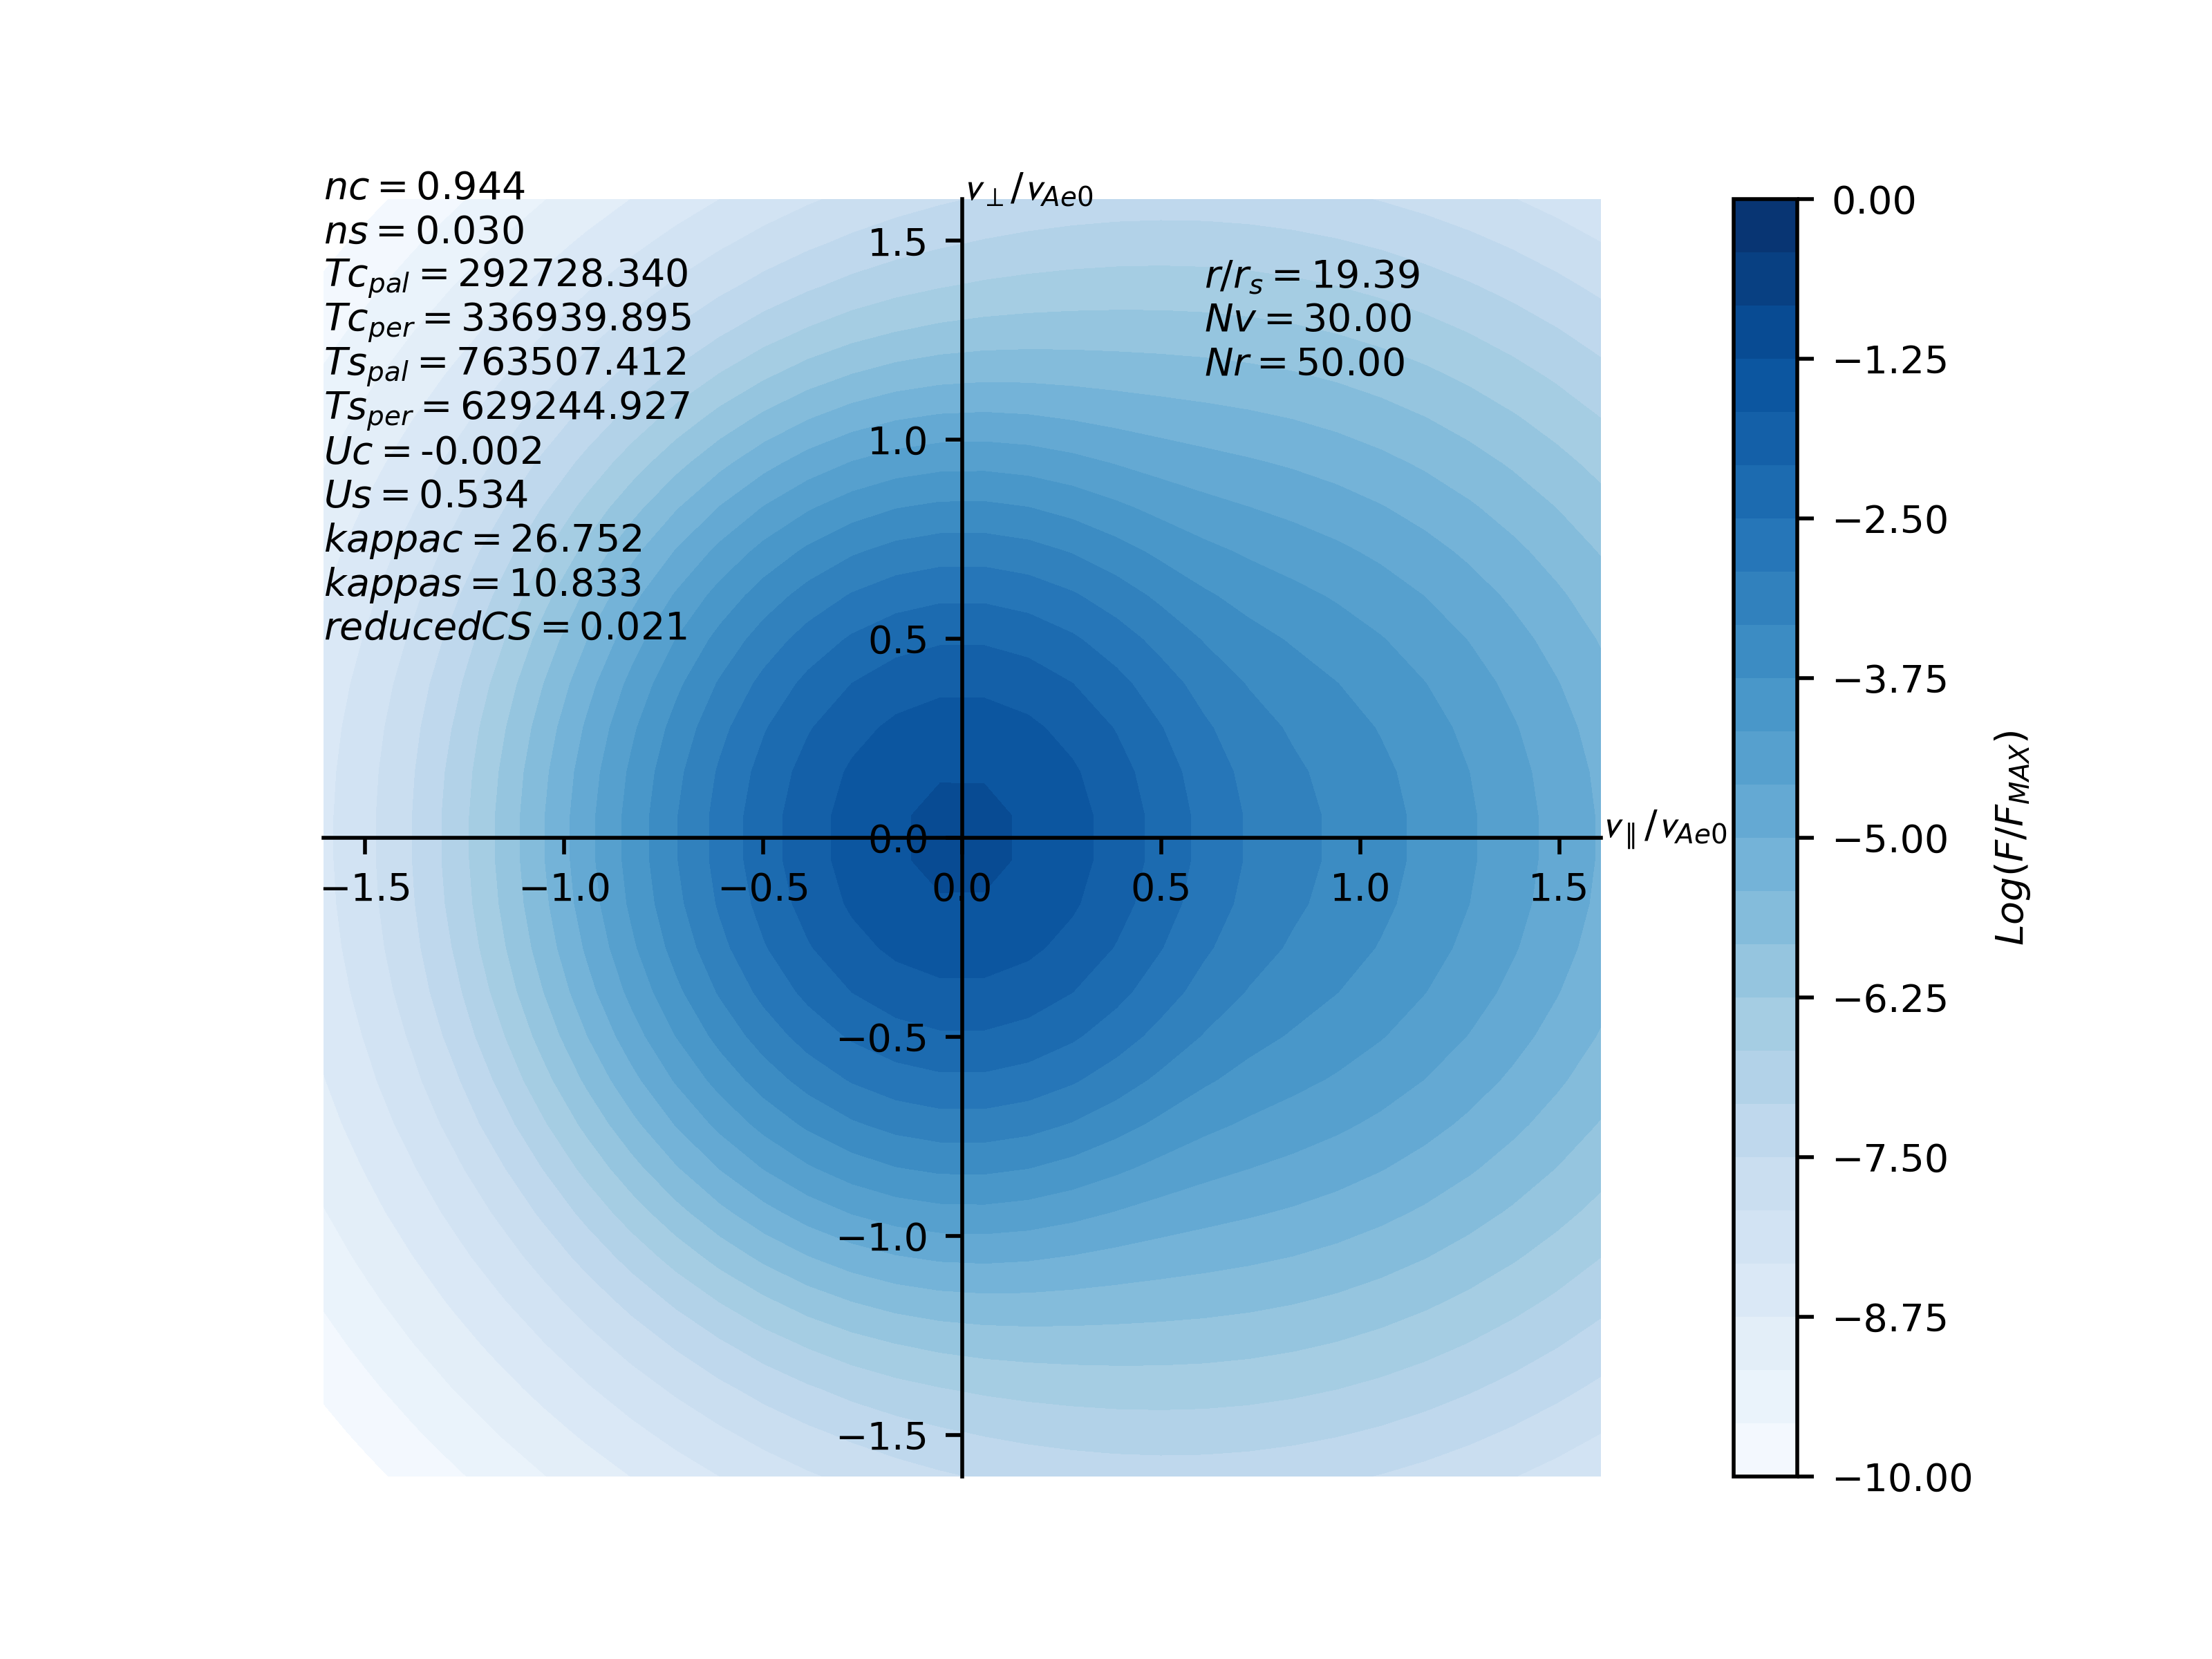 nc = 0.944
ns = 0.030
Tc_pal = 292728.340
Tc_per = 336939.895
Ts_pal = 763507.412
Ts_per = 629244.927
Uc = -0.002
Us = 0.534
kappac = 26.752
kappas = 10.833
reducedCS = 0.021
v⊥/v_Ae0
r/r_s = 19.39
Nv = 30.00
Nr = 50.00
1.5
1.0
0.5
0.0
−0.5
−1.0
−1.5
−1.5
−1.0
−0.5
0.0
0.5
1.0
1.5
v∥/v_Ae0
0.00
−1.25
−2.50
−3.75
−5.00
−6.25
−7.50
−8.75
−10.00
Log(F/F_MAX)